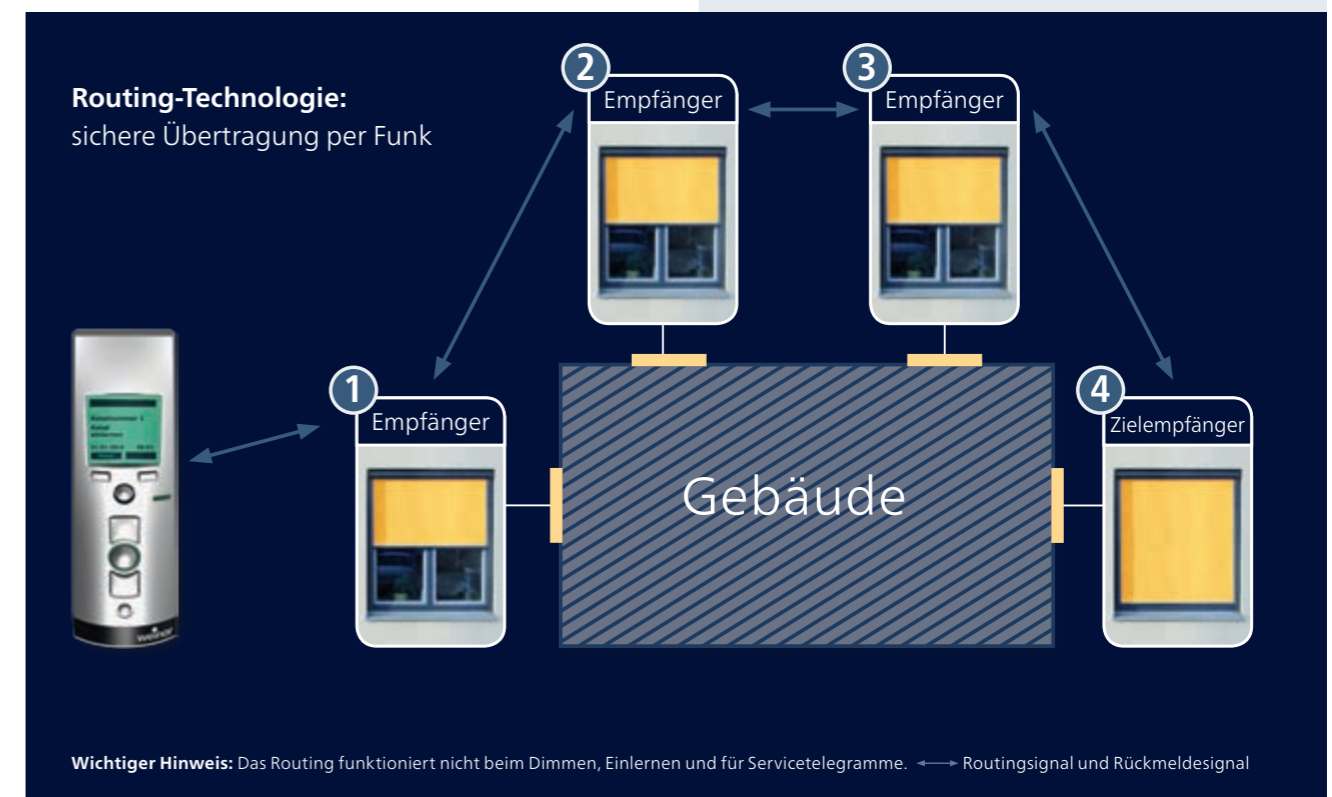 Routing-Technologie:
sichere Übertragung per Funk
2
Empfänger
3
Empfänger
1
Empfänger
4
Zielempfänger
Gebäude
weinor
Wichtiger Hinweis: Das Routing funktioniert nicht beim Dimmen, Einlernen und für Servicetelegramme. ⟷ Routingsignal und Rückmeldesignal